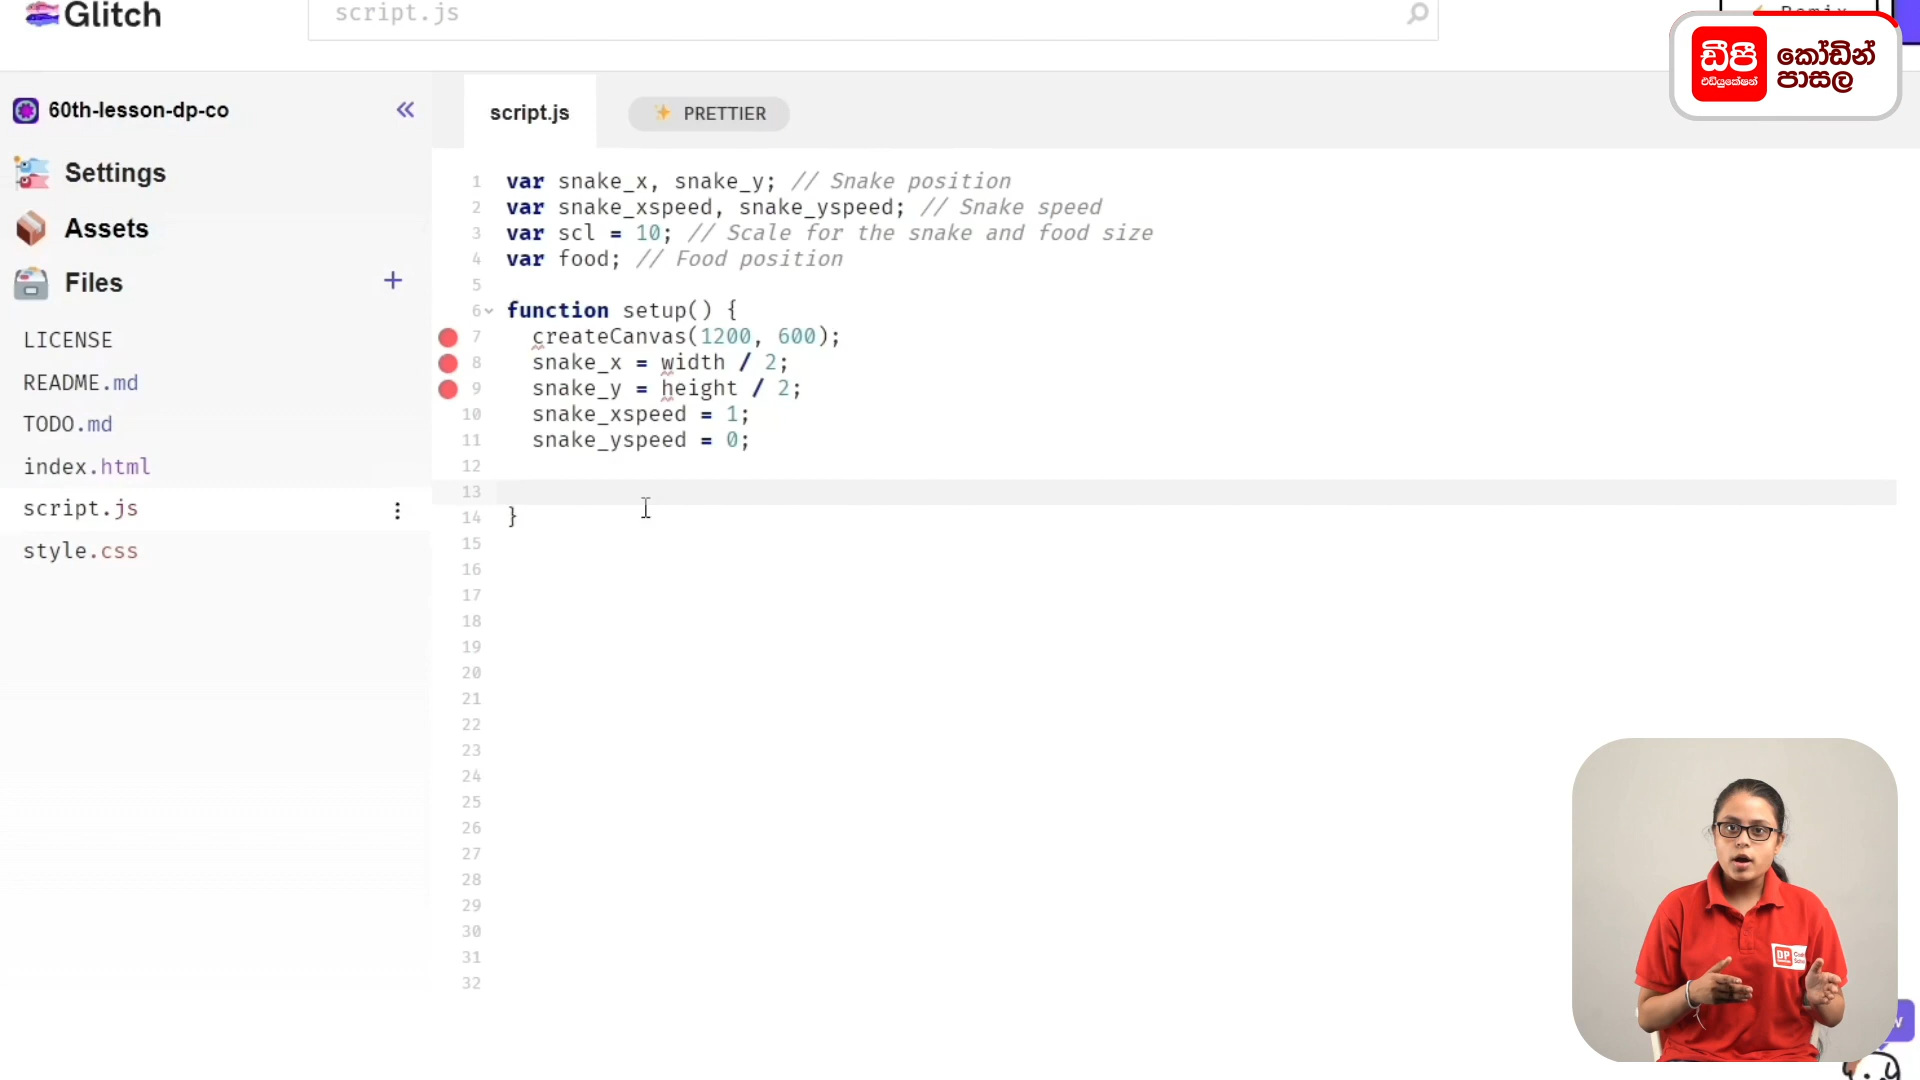 Glitch
script.js
Remix
ඩීපී
එඩියුකේෂන්
කෝඩින්
පාසල
60th-lesson-dp-co
script.js
PRETTIER
Settings
Assets
Files
LICENSE
README.md
TODO.md
index.html
script.js
style.css
1 var snake_x, snake_y; // Snake position
2 var snake_xspeed, snake_yspeed; // Snake speed
3 var scl = 10; // Scale for the snake and food size
4 var food; // Food position
5
6 function setup() {
7 createCanvas(1200, 600);
8 snake_x = width / 2;
9 snake_y = height / 2;
10 snake_xspeed = 1;
11 snake_yspeed = 0;
12
13
14 }
15
16
17
18
19
20
21
22
23
24
25
26
27
28
29
30
31
32
DP